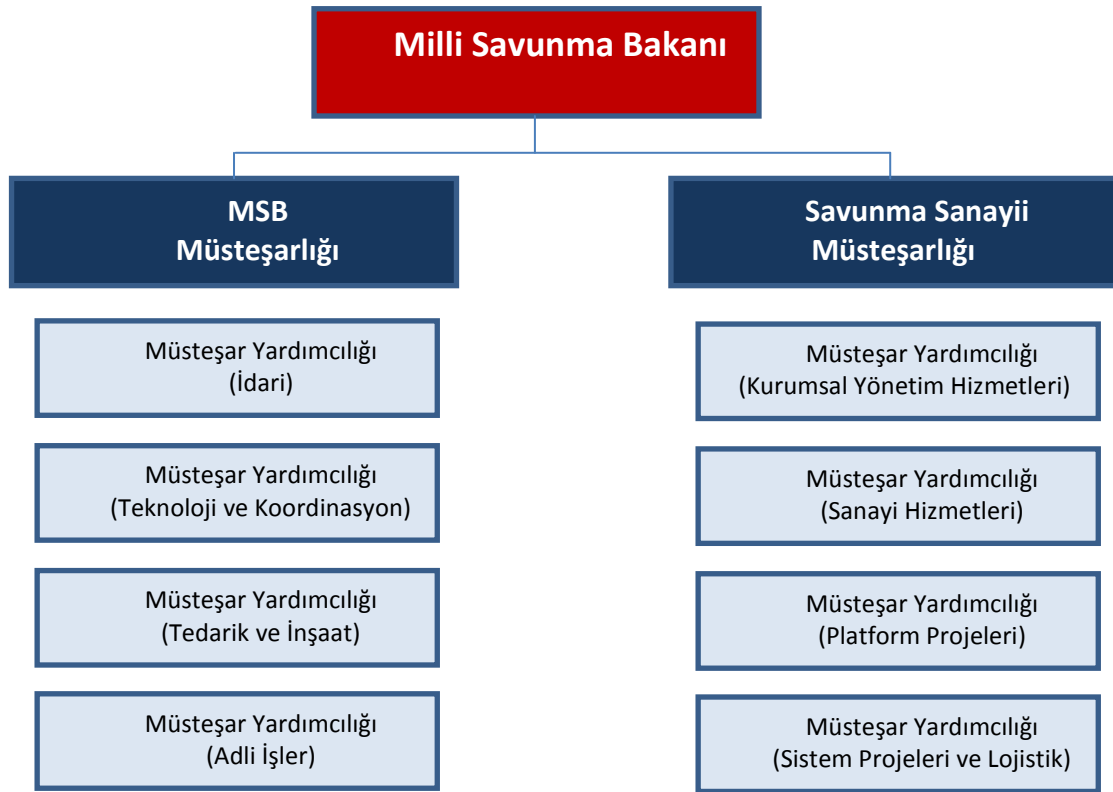 Milli Savunma Bakanı
MSB
Müsteşarlığı
Müsteşar Yardımcılığı
(İdari)
Müsteşar Yardımcılığı
(Teknoloji ve Koordinasyon)
Müsteşar Yardımcılığı
(Tedarik ve İnşaat)
Müsteşar Yardımcılığı
(Adli İşler)
Savunma Sanayii
Müsteşarlığı
Müsteşar Yardımcılığı
(Kurumsal Yönetim Hizmetleri)
Müsteşar Yardımcılığı
(Sanayi Hizmetleri)
Müsteşar Yardımcılığı
(Platform Projeleri)
Müsteşar Yardımcılığı
(Sistem Projeleri ve Lojistik)